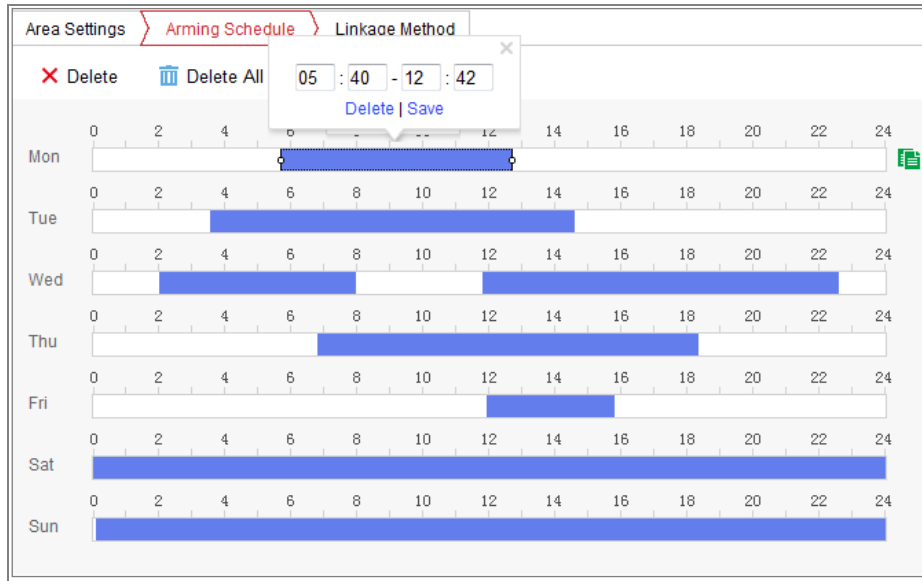 Area Settings Arming Schedule Linkage Method
Delete Delete All
05 : 40 - 12 : 42
Delete | Save
0 2 4 6 12 14 16 18 20 22 24
Mon
0 2 4 6 8 10 12 14 16 18 20 22 24
Tue
0 2 4 6 8 10 12 14 16 18 20 22 24
Wed
0 2 4 6 8 10 12 14 16 18 20 22 24
Thu
0 2 4 6 8 10 12 14 16 18 20 22 24
Fri
0 2 4 6 8 10 12 14 16 18 20 22 24
Sat
0 2 4 6 8 10 12 14 16 18 20 22 24
Sun